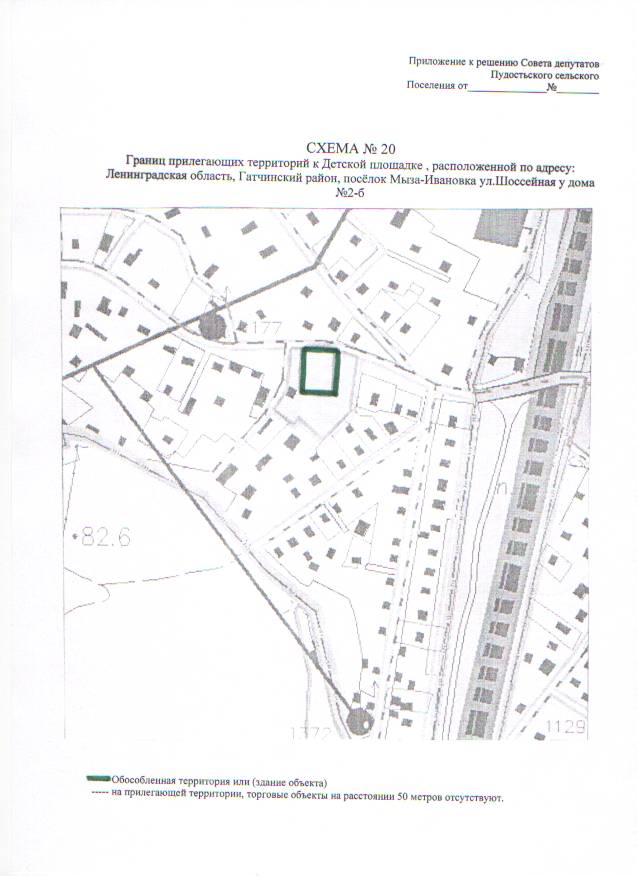 Приложение к решению Совета депутатов
Пудостьского сельского
Поселения от________________№________
СХЕМА № 20
Границ прилегающих территорий к Детской площадке , расположенной по адресу:
Ленинградская область, Гатчинский район, посёлок Мыза-Ивановка ул.Шоссейная у дома
№2-б
177
82.6
1372
1129
Обособленная территория или (здание объекта)
----- на прилегающей территории, торговые объекты на расстоянии 50 метров отсутствуют.